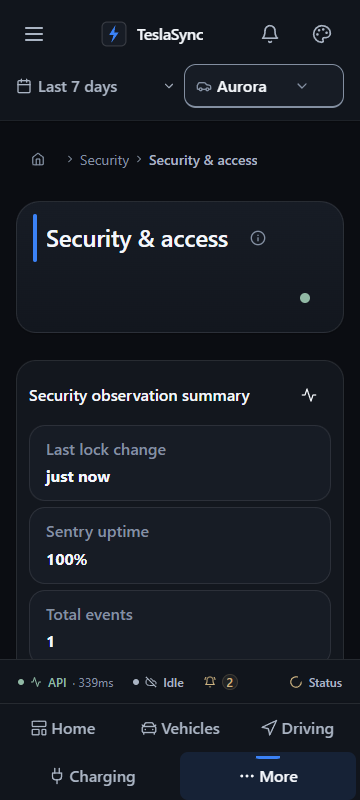 TeslaSync
Last 7 days
Aurora
Security
Security & access
Security & access
Security observation summary
Last lock change
just now
Sentry uptime
100%
Total events
1
API · 339ms
Idle
2
Status
Home
Vehicles
Driving
Charging
More